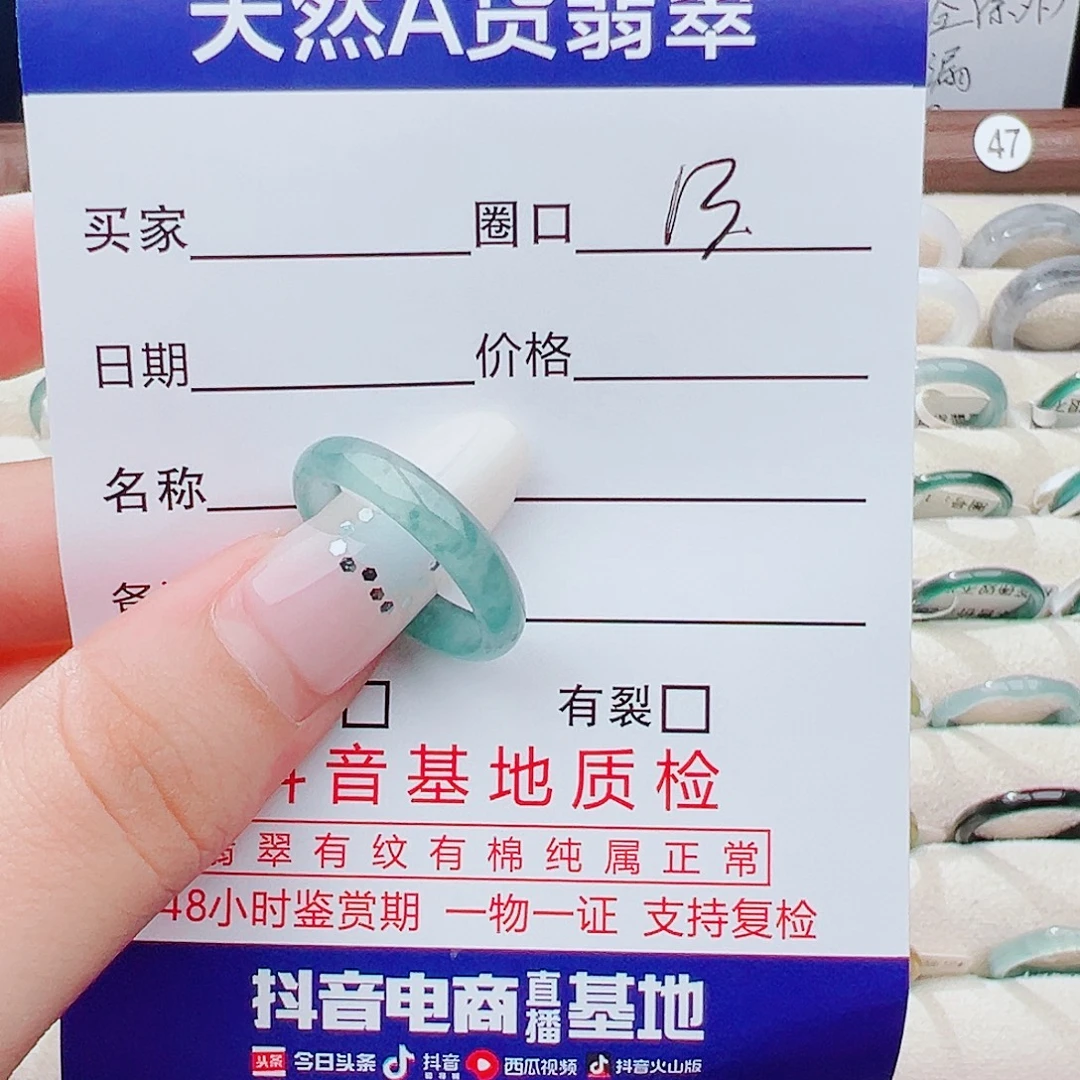 天然A货翡翠
买家 圈口 13
日期 价格
名称
有裂
音基地质检
翠有纹有棉纯属正常
48小时鉴赏期 一物一证 支持复检
抖音电商直播基地
头条 今日头条 抖音 西瓜视频 抖音火山版
漏
47